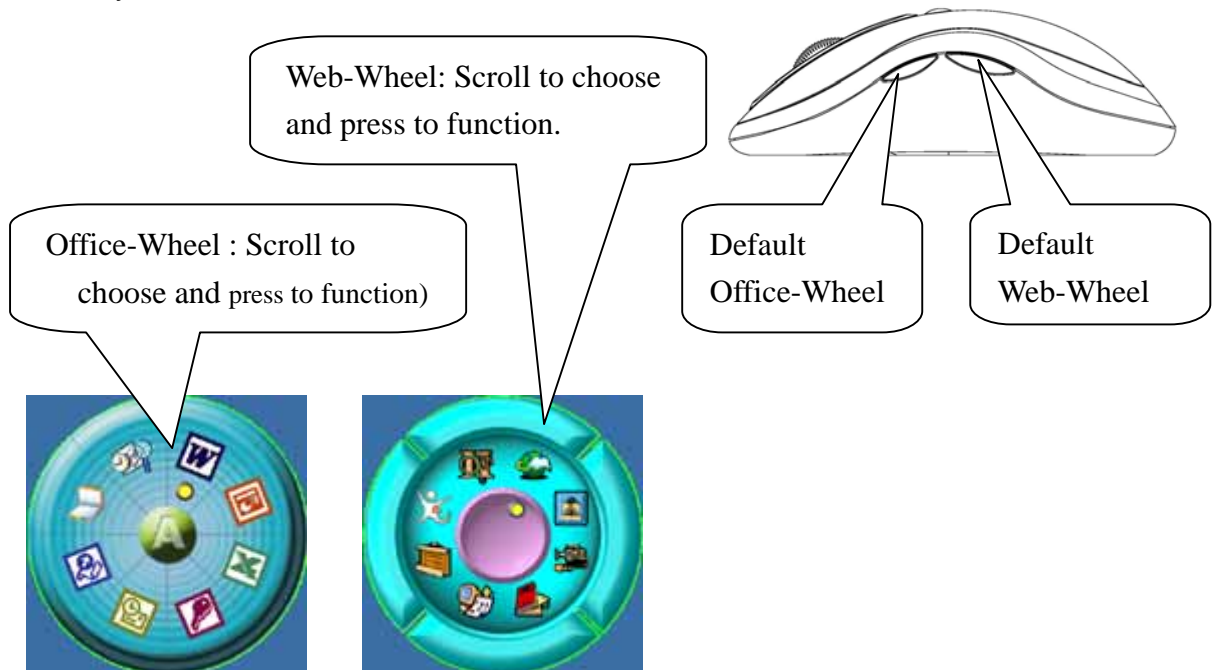 Web-Wheel: Scroll to choose
and press to function.
Office-Wheel : Scroll to
choose and press to function)
Default
Office-Wheel
Default
Web-Wheel
W
A
X